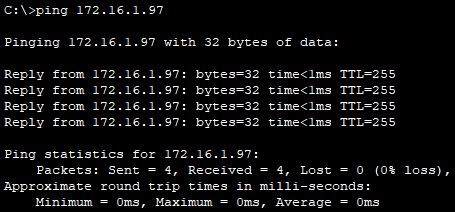 C:\>ping 172.16.1.97
Pinging 172.16.1.97 with 32 bytes of data:
Reply from 172.16.1.97: bytes=32 time<1ms TTL=255
Reply from 172.16.1.97: bytes=32 time<1ms TTL=255
Reply from 172.16.1.97: bytes=32 time<1ms TTL=255
Reply from 172.16.1.97: bytes=32 time<1ms TTL=255
Ping statistics for 172.16.1.97:
    Packets: Sent = 4, Received = 4, Lost = 0 (0% loss),
Approximate round trip times in milli-seconds:
    Minimum = 0ms, Maximum = 0ms, Average = 0ms